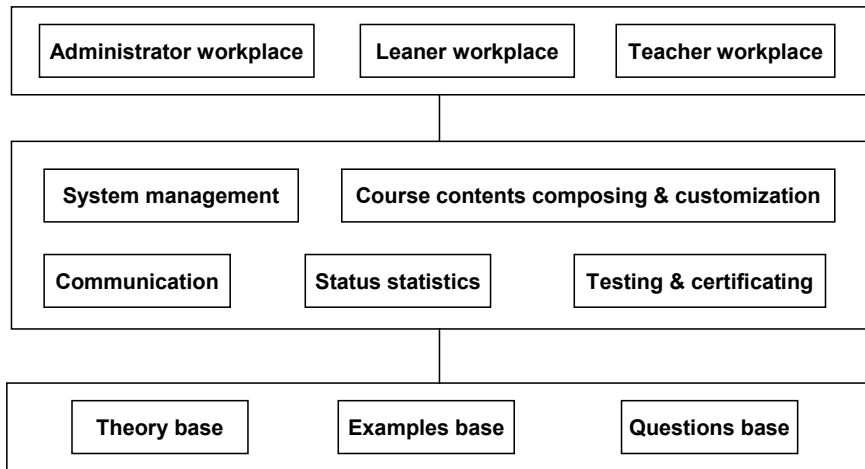 Administrator workplace
Leaner workplace
Teacher workplace
System management
Course contents composing & customization
Communication
Status statistics
Testing & certificating
Theory base
Examples base
Questions base